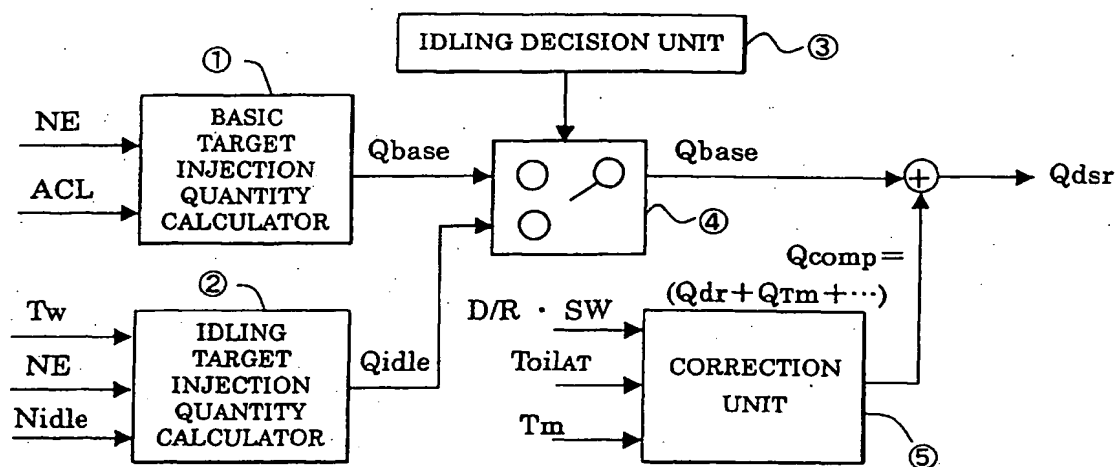 IDLING DECISION UNIT
③
①
NE
ACL
BASIC
TARGET
INJECTION
QUANTITY
CALCULATOR
Qbase
Qbase
④
Qdsr
Qcomp=
(Qdr+QTm+···)
②
Tw
NE
Nidle
IDLING
TARGET
INJECTION
QUANTITY
CALCULATOR
Qidle
D/R · SW
ToilAT
Tm
CORRECTION
UNIT
⑤